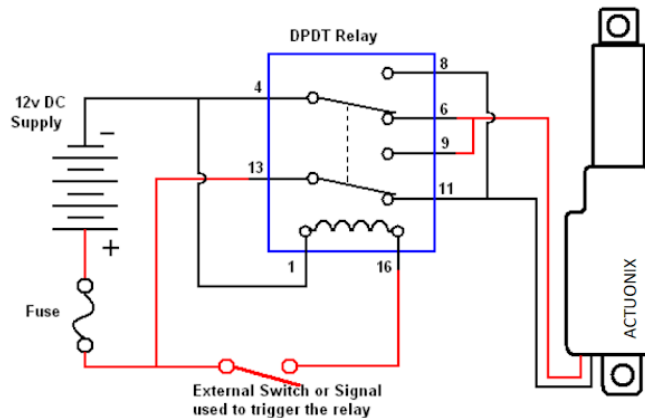 DPDT Relay
8
4
12v DC
Supply
−
6
9
13
11
+
1
16
Fuse
ACTUONIX
External Switch or Signal
used to trigger the relay